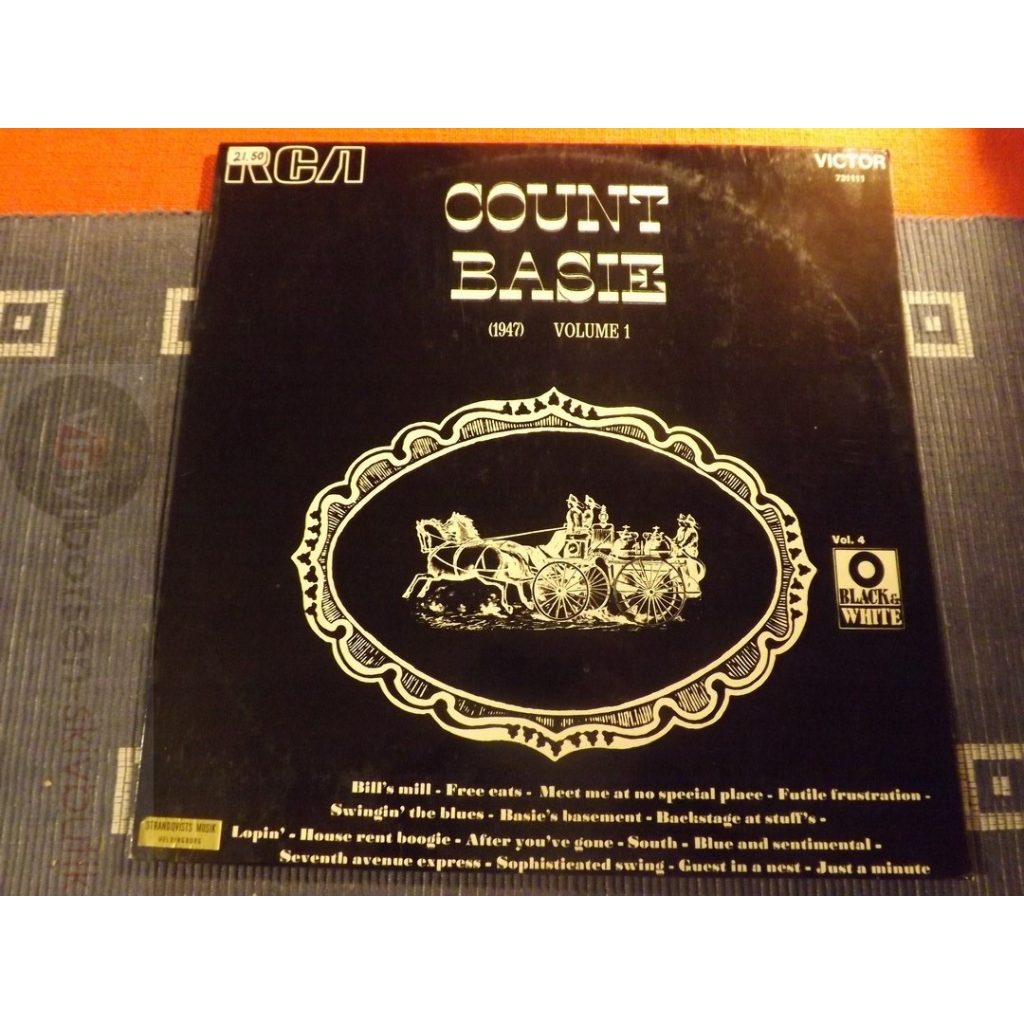 21.50
RCA
VICTOR
731111
COUNT
BASIE
(1947) VOLUME 1
Vol. 4
BLACK &
WHITE
Bill's mill - Free cats - Meet me at no special place - Futile frustration -
Swingin' the blues - Basie's basement - Backstage at stuff's -
Lopin' - House rent boogie - After you've gone - South - Blue and sentimental -
Seventh avenue express - Sophisticated swing - Guest in a nest - Just a minute
STRANDQVISTS MUSIK
HELSINGBORG